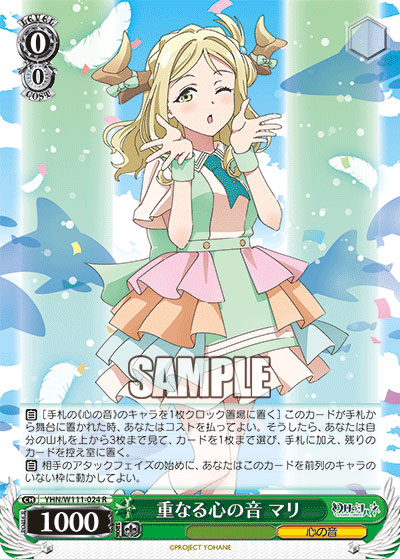 LEVEL
0
0
COST
SAMPLE
自 [手札の《心の音》のキャラを1枚クロック置場に置く] このカードが手札から舞台に置かれた時、あなたはコストを払ってよい。そうしたら、あなたは自分の山札を上から3枚まで見て、カードを1枚まで選び、手札に加え、残りのカードを控え室に置く。
自 相手のアタックフェイズの始めに、あなたはこのカードを前列のキャラのいない枠に動かしてよい。
CH YHN/W111-024 R
1000
重なる心の音 マリ
心の音
©PROJECT YOHANE